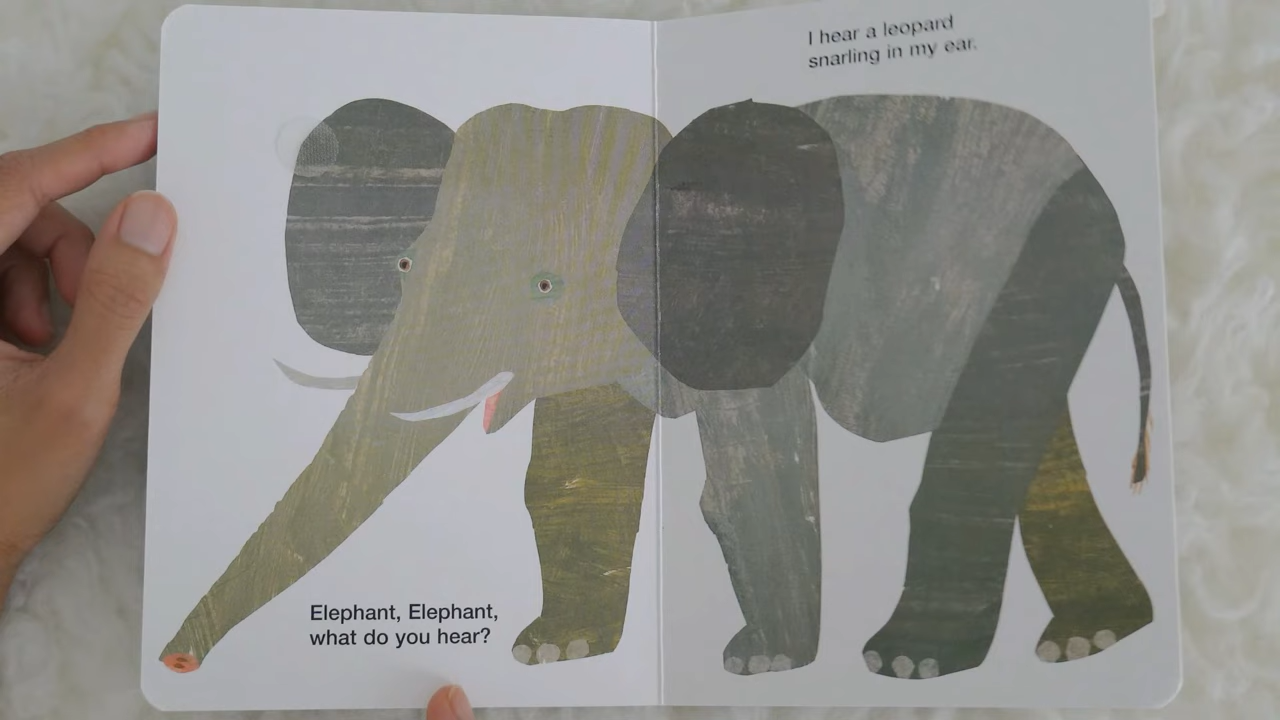 Elephant, Elephant,
what do you hear?
I hear a leopard
snarling in my ear.